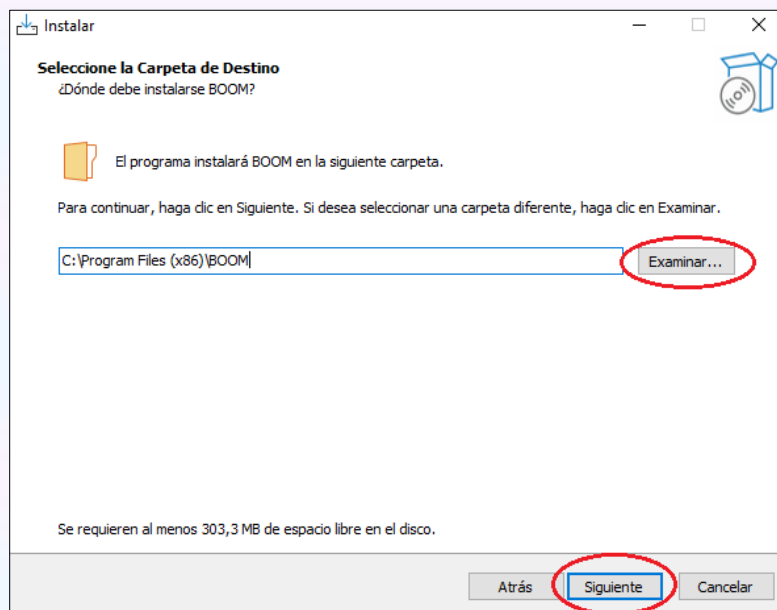 Instalar
Seleccione la Carpeta de Destino
¿Dónde debe instalarse BOOM?
El programa instalará BOOM en la siguiente carpeta.
Para continuar, haga clic en Siguiente. Si desea seleccionar una carpeta diferente, haga clic en Examinar.
C:\Program Files (x86)\BOOM
Examinar...
Se requieren al menos 303,3 MB de espacio libre en el disco.
Atrás Siguiente Cancelar